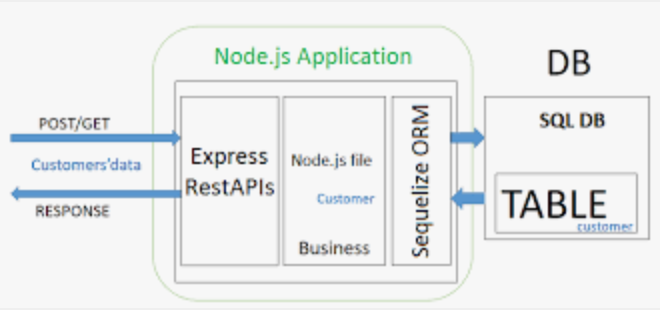 Node.js Application
DB
POST/GET
Customers'data
RESPONSE
Express
RestAPIs
Node.js file
Customer
Business
Sequelize ORM
SQL DB
TABLE
customer